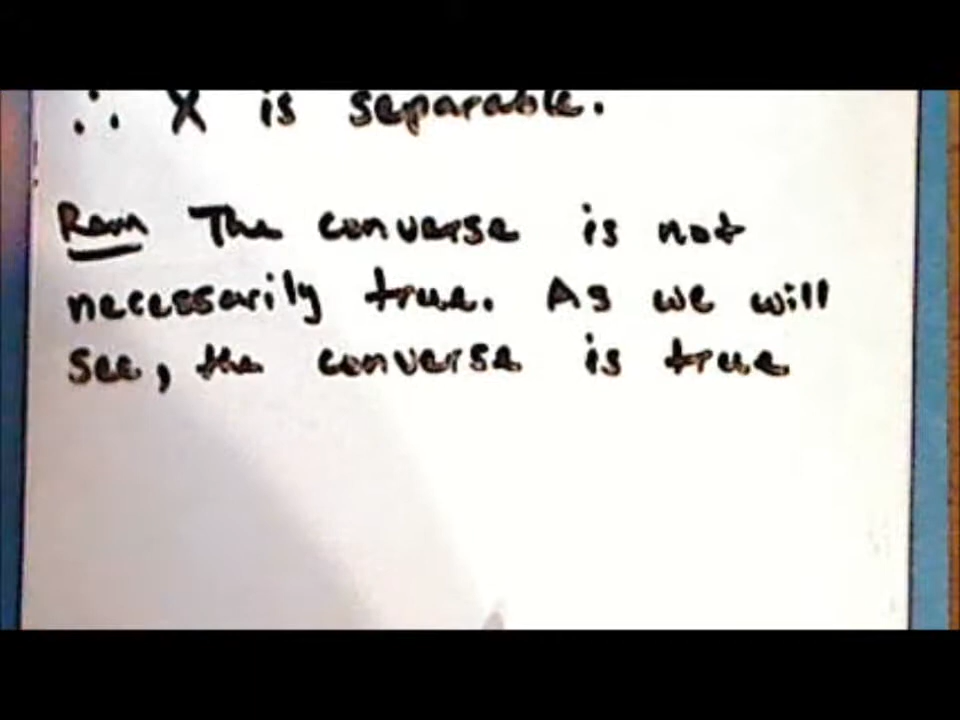 ∴ X is separable.
Rem The converse is not
necessarily true. As we will
see, the converse is true